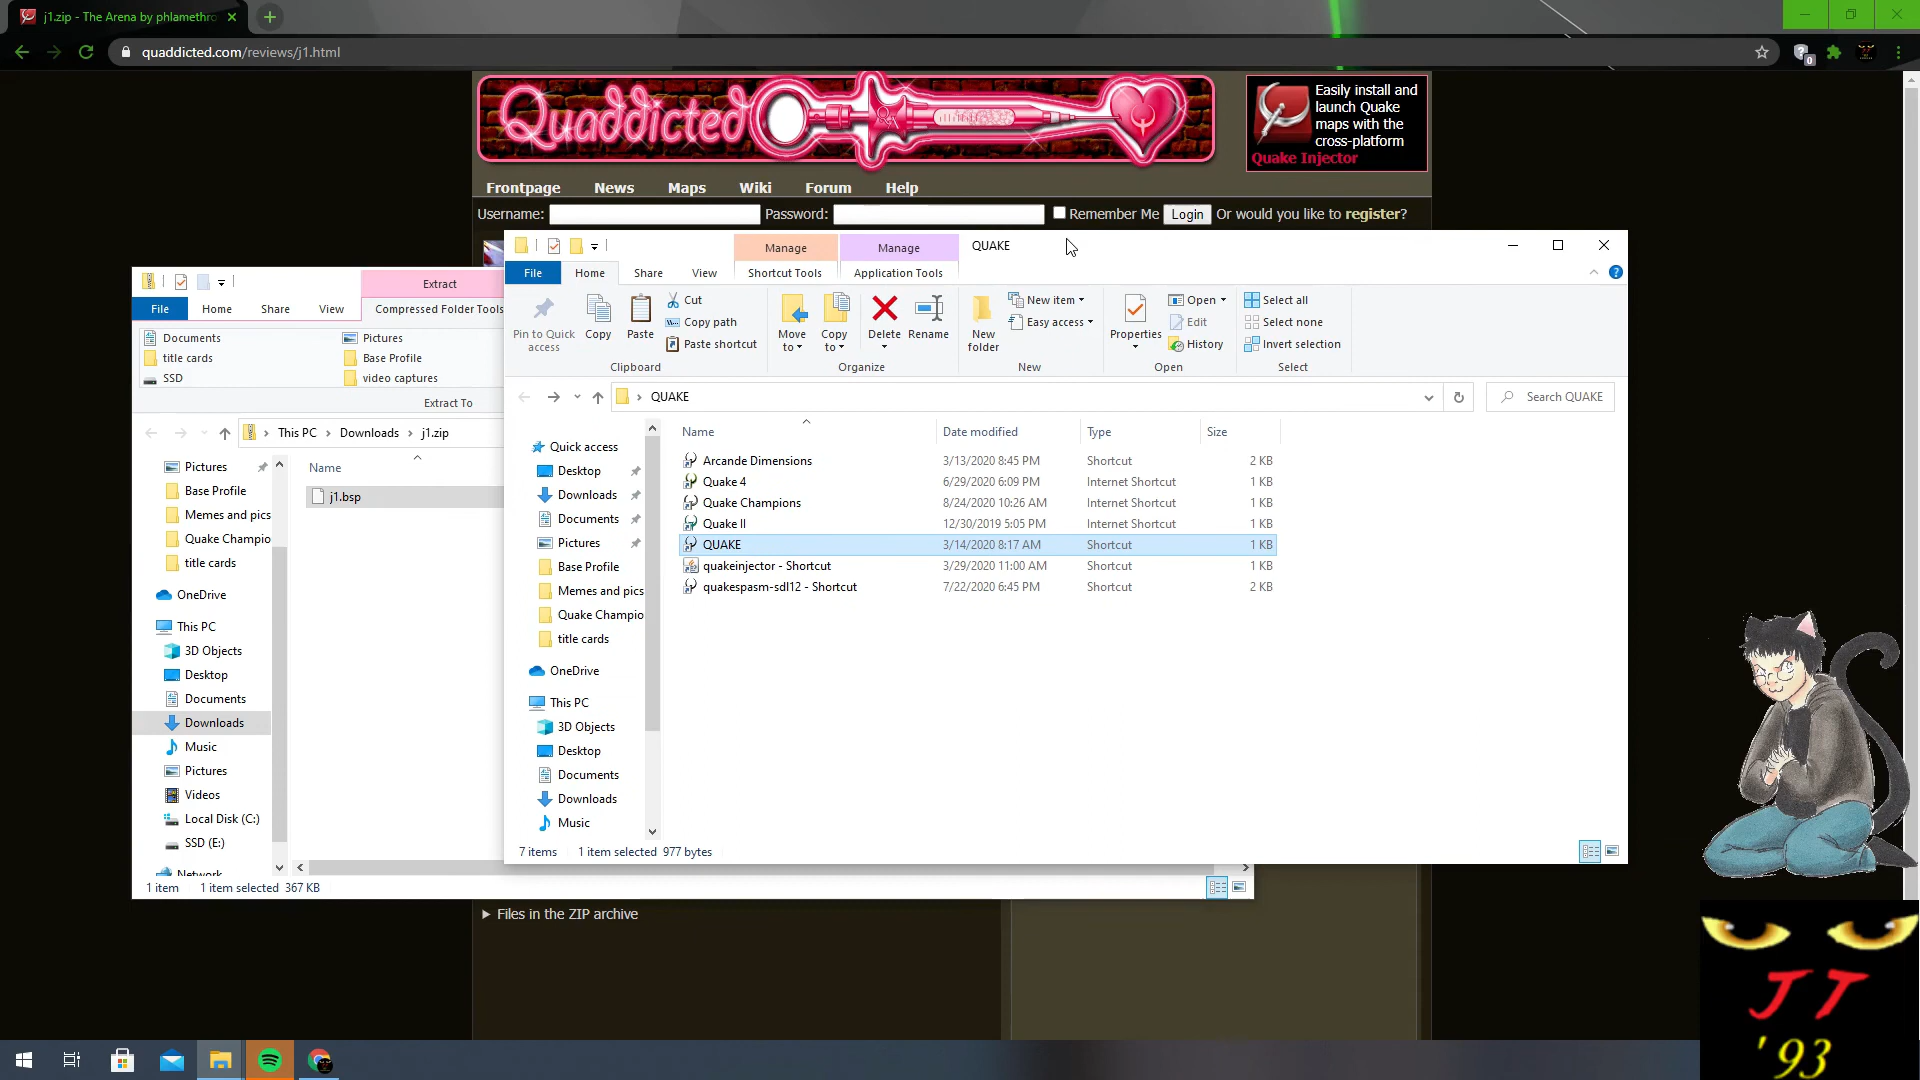 j1.zip - The Arena by phlamethro
quaddicted.com/reviews/j1.html
0
Quaddicted
Easily install and
launch Quake
maps with the
cross-platform
Quake Injector
Frontpage News Maps Wiki Forum Help
Username: Password: Remember Me Login Or would you like to register?
Manage Manage QUAKE
File Home Share View Shortcut Tools Application Tools
Pin to Quick access
Copy
Paste
Cut
Copy path
Paste shortcut
Clipboard
Move to
Copy to
Delete
Rename
Organize
New folder
New item
Easy access
New
Properties
Open
Edit
History
Open
Select all
Select none
Invert selection
Select
QUAKE
Search QUAKE
Name Date modified Type Size
Arcande Dimensions 3/13/2020 8:45 PM Shortcut 2 KB
Quake 4 6/29/2020 6:09 PM Internet Shortcut 1 KB
Quake Champions 8/24/2020 10:26 AM Internet Shortcut 1 KB
Quake II 12/30/2019 5:05 PM Internet Shortcut 1 KB
QUAKE 3/14/2020 8:17 AM Shortcut 1 KB
quakeinjector - Shortcut 3/29/2020 11:00 AM Shortcut 1 KB
quakespasm-sdl12 - Shortcut 7/22/2020 6:45 PM Shortcut 2 KB
Quick access
Desktop
Downloads
Documents
Pictures
Base Profile
Memes and pics
Quake Champio
title cards
OneDrive
This PC
3D Objects
Desktop
Documents
Downloads
Music
7 items 1 item selected 977 bytes
Extract
File Home Share View Compressed Folder Tools
Documents Pictures
title cards Base Profile
SSD video captures
Extract To
This PC Downloads j1.zip
Name
j1.bsp
Pictures
Base Profile
Memes and pics
Quake Champio
title cards
OneDrive
This PC
3D Objects
Desktop
Documents
Downloads
Music
Pictures
Videos
Local Disk (C:)
SSD (E:)
Network
1 item 1 item selected 367 KB
Files in the ZIP archive
JT
'93